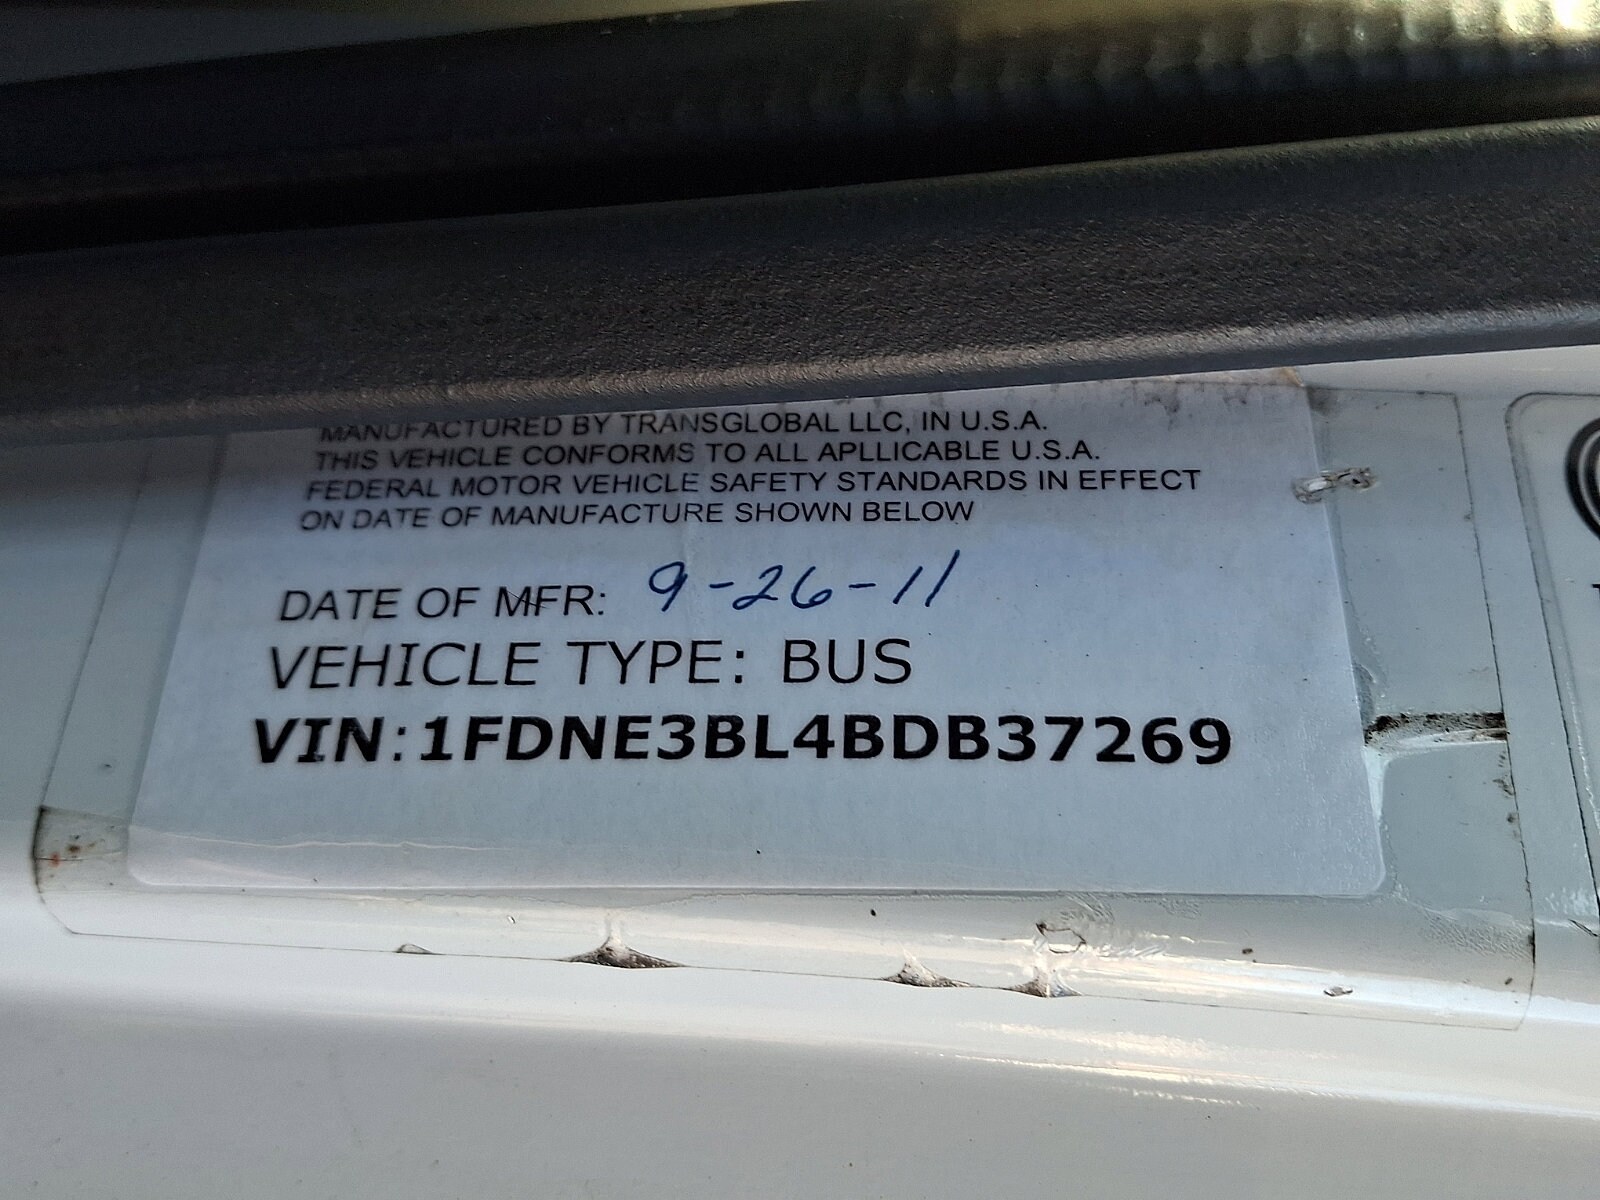 MANUFACTURED BY TRANSGLOBAL LLC, IN U.S.A.
THIS VEHICLE CONFORMS TO ALL APLLICABLE U.S.A.
FEDERAL MOTOR VEHICLE SAFETY STANDARDS IN EFFECT
ON DATE OF MANUFACTURE SHOWN BELOW
DATE OF MFR: 9-26-11
VEHICLE TYPE: BUS
VIN:1FDNE3BL4BDB37269